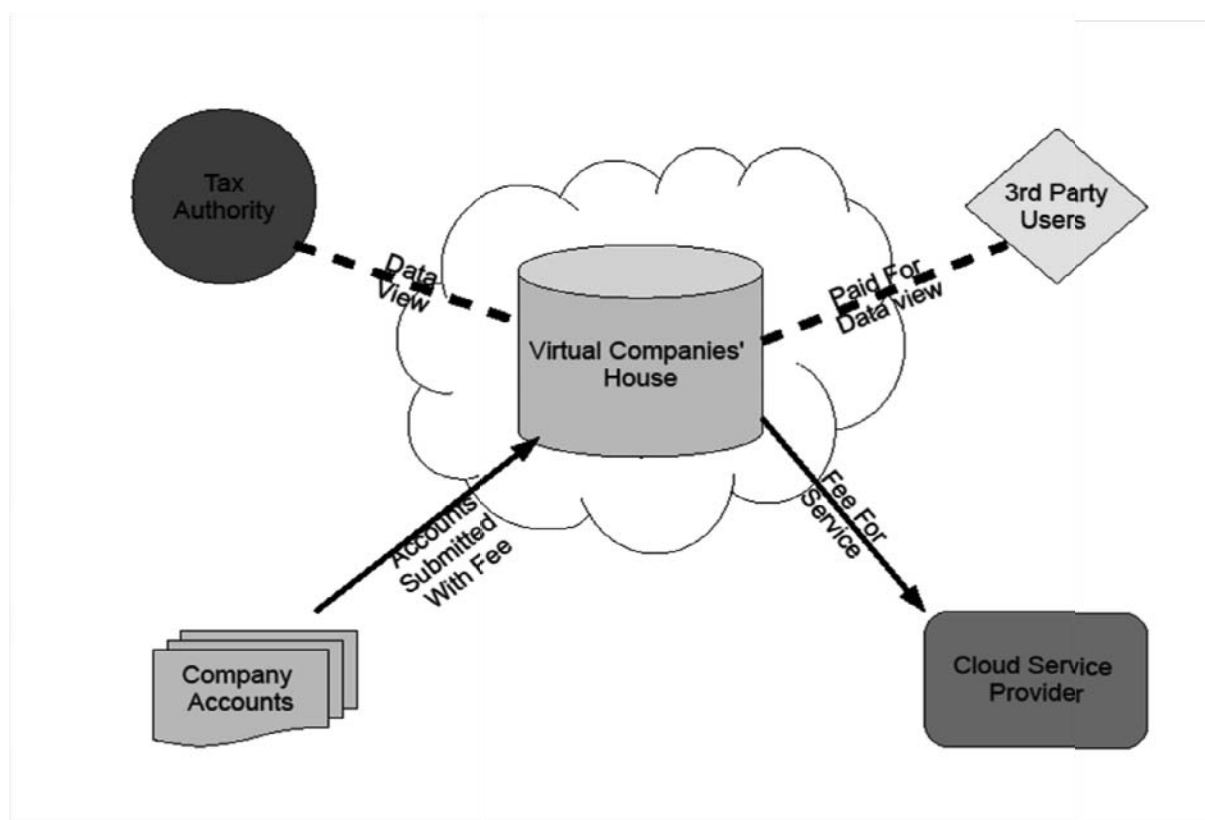 Tax
Authority
3rd Party
Users
Data
View
Paid For
Data view
Virtual Companies'
House
Accounts
Submitted
With Fee
Fee For
Service
Company
Accounts
Cloud Service
Provider